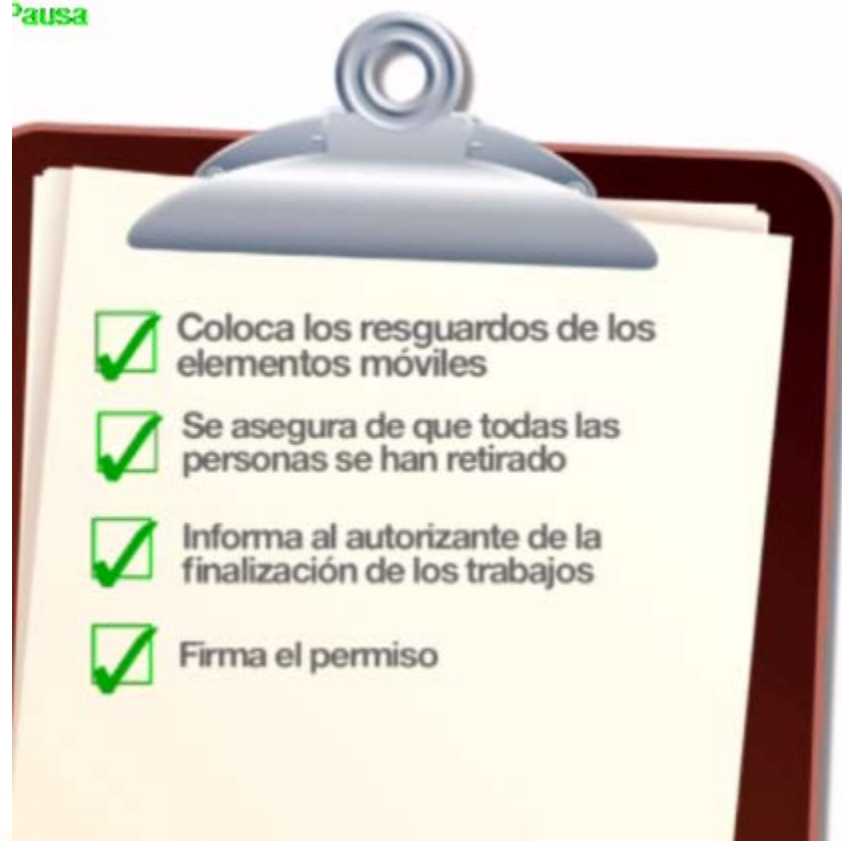 Pausa
Coloca los resguardos de los
elementos móviles
Se asegura de que todas las
personas se han retirado
Informa al autorizante de la
finalización de los trabajos
Firma el permiso